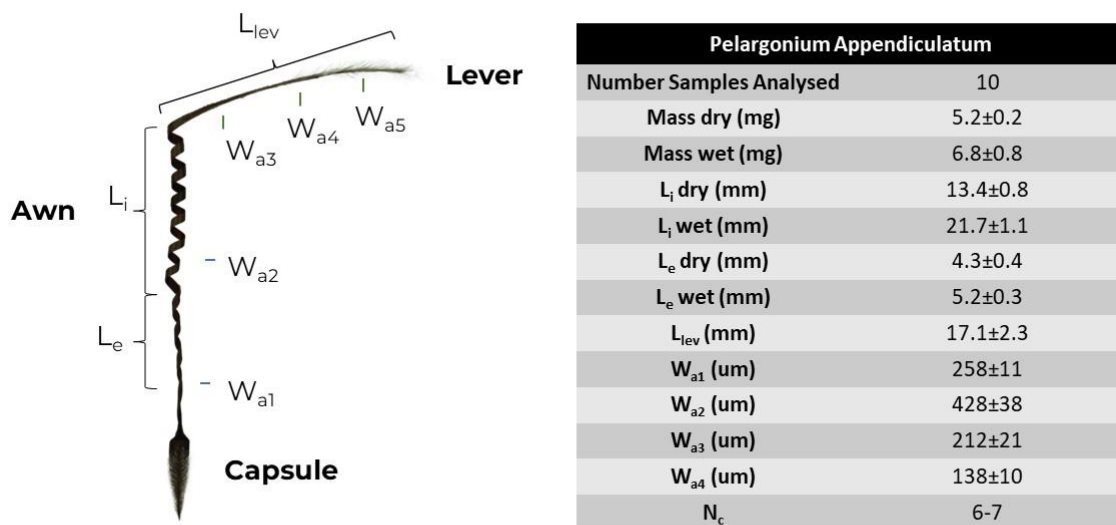 L_lev
Lever
W_a3
W_a4
W_a5
L_i
Awn
W_a2
L_e
W_a1
Capsule
Pelargonium Appendiculatum
Number Samples Analysed 10
Mass dry (mg) 5.2±0.2
Mass wet (mg) 6.8±0.8
L_i dry (mm) 13.4±0.8
L_i wet (mm) 21.7±1.1
L_e dry (mm) 4.3±0.4
L_e wet (mm) 5.2±0.3
L_lev (mm) 17.1±2.3
W_a1 (um) 258±11
W_a2 (um) 428±38
W_a3 (um) 212±21
W_a4 (um) 138±10
N_c 6-7